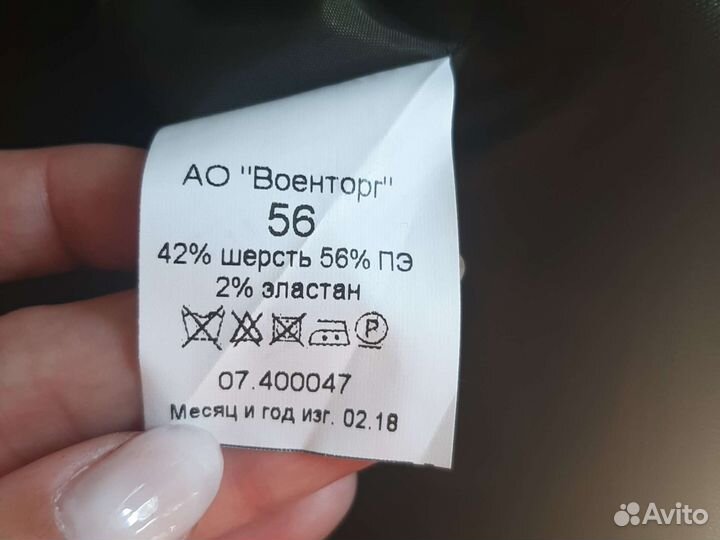 АО "Военторг"
56
42% шерсть 56% ПЭ
2% эластан
P
07.400047
Месяц и год изг. 02.18
Avito